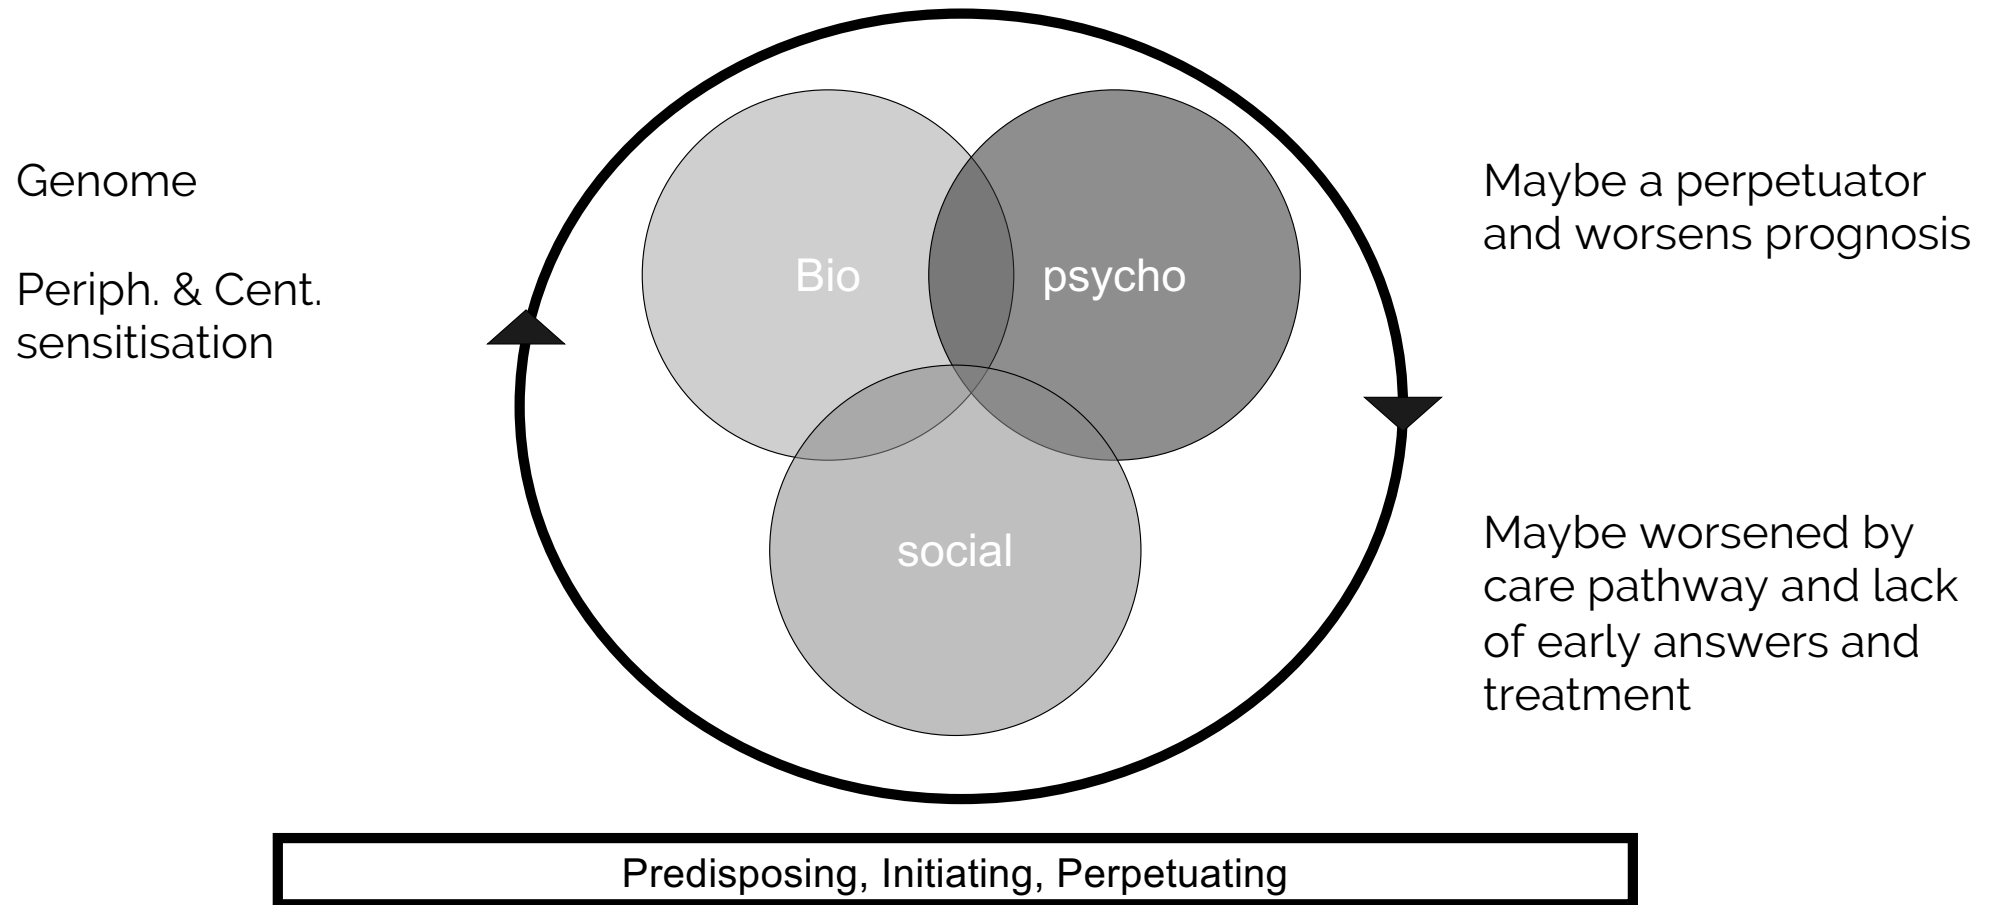 Genome
Periph. & Cent.
sensitisation
Bio
psycho
social
Maybe a perpetuator
and worsens prognosis
Maybe worsened by
care pathway and lack
of early answers and
treatment
Predisposing, Initiating, Perpetuating